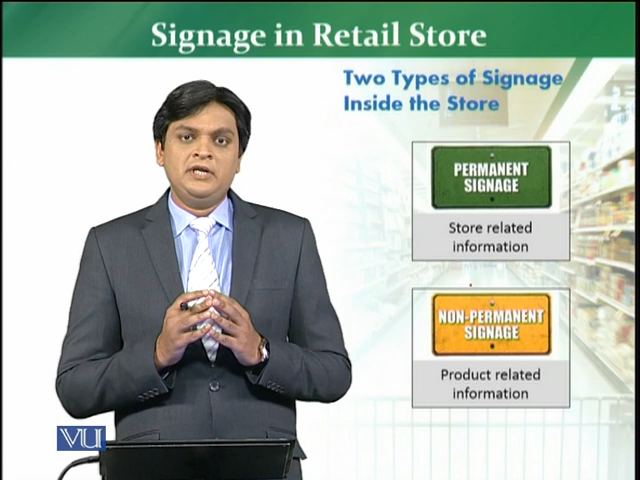 Signage in Retail Store
Two Types of Signage
Inside the Store
PERMANENT
SIGNAGE
Store related
information
NON-PERMANENT
SIGNAGE
Product related
information
VU